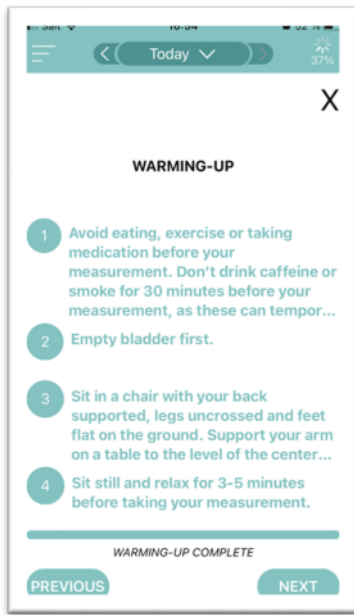 Today
37%
X
WARMING-UP
1 Avoid eating, exercise or taking
medication before your
measurement. Don't drink caffeine or
smoke for 30 minutes before your
measurement, as these can tempor...
2 Empty bladder first.
3 Sit in a chair with your back
supported, legs uncrossed and feet
flat on the ground. Support your arm
on a table to the level of the center...
4 Sit still and relax for 3-5 minutes
before taking your measurement.
WARMING-UP COMPLETE
PREVIOUS NEXT